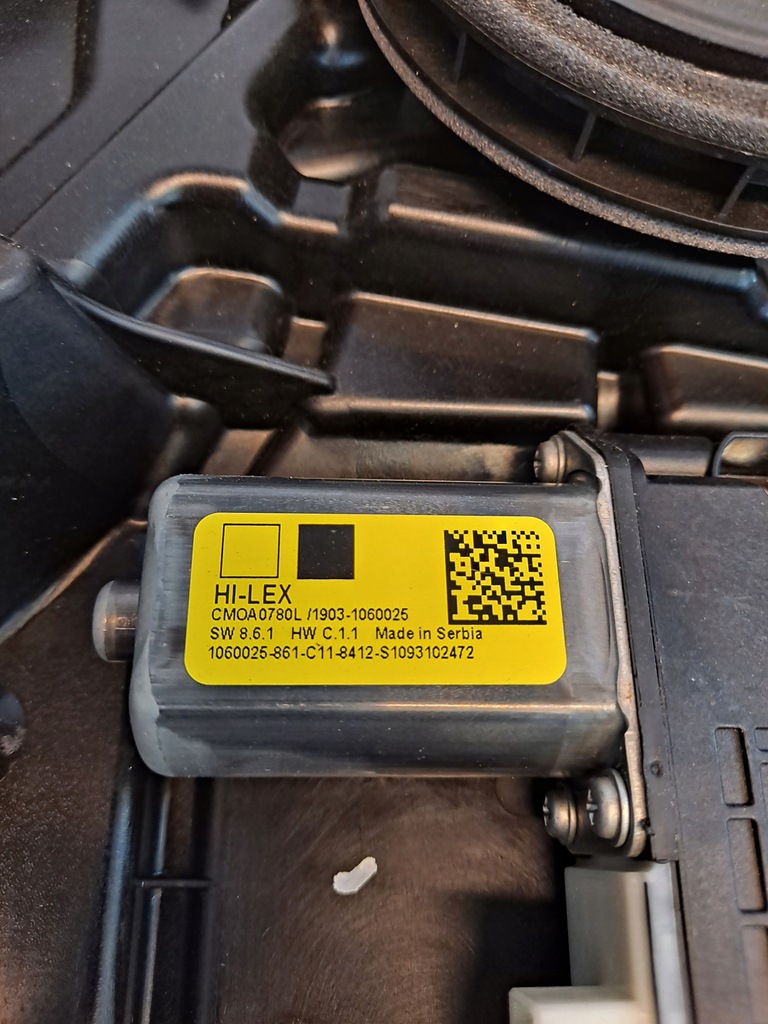 HI-LEX
CMOA0780L /1903-1060025
SW 8.6.1 HW C.1.1 Made in Serbia
1060025-861-C11-8412-S1093102472